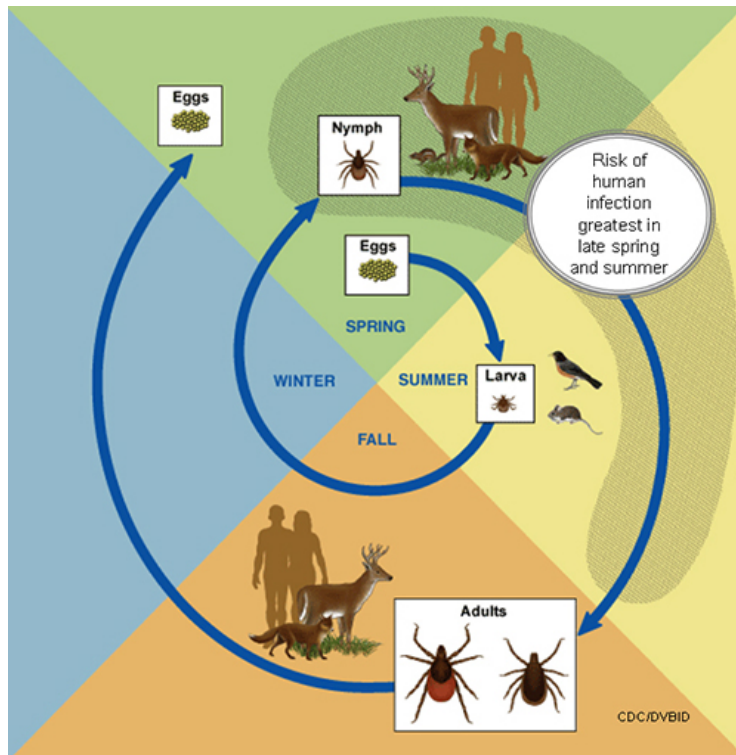 Eggs
Nymph
Risk of
human
infection
greatest in
late spring
and summer
Eggs
SPRING
WINTER
SUMMER
Larva
FALL
Adults
CDC/DVBID